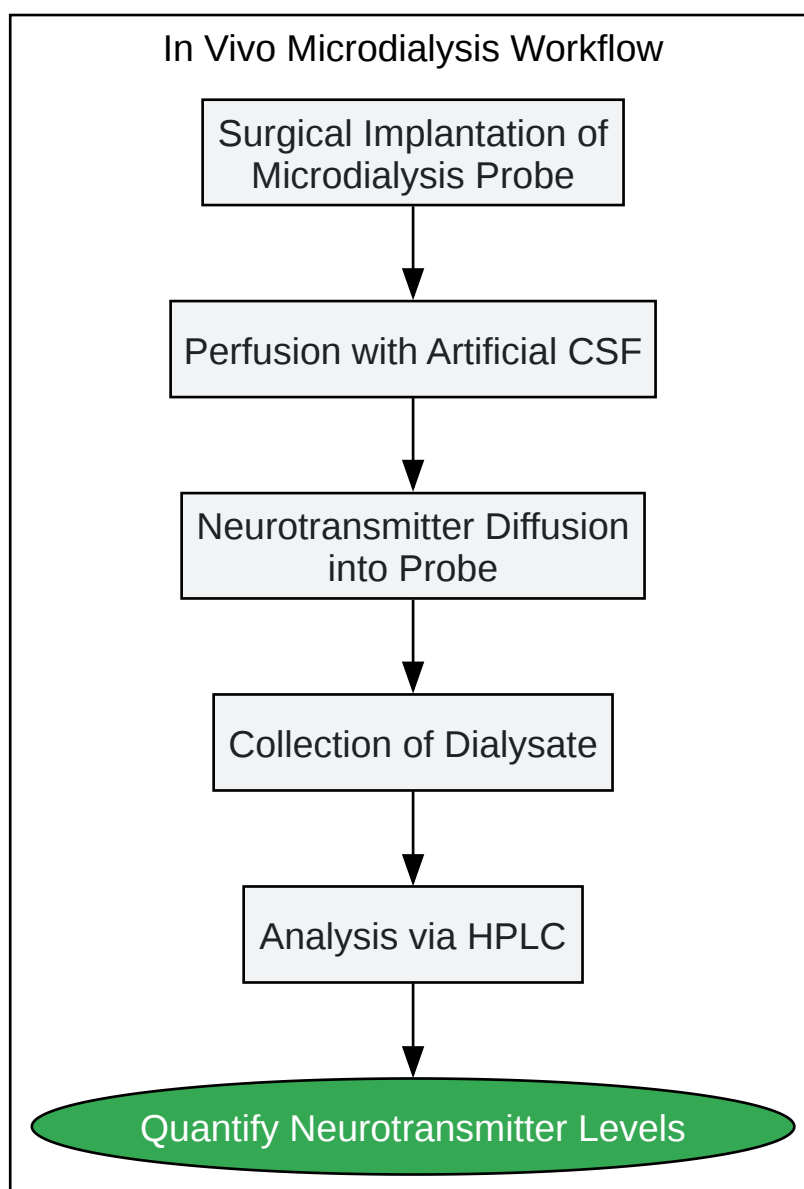 In Vivo Microdialysis Workflow
Surgical Implantation of
Microdialysis Probe
Perfusion with Artificial CSF
Neurotransmitter Diffusion
into Probe
Collection of Dialysate
Analysis via HPLC
Quantify Neurotransmitter Levels